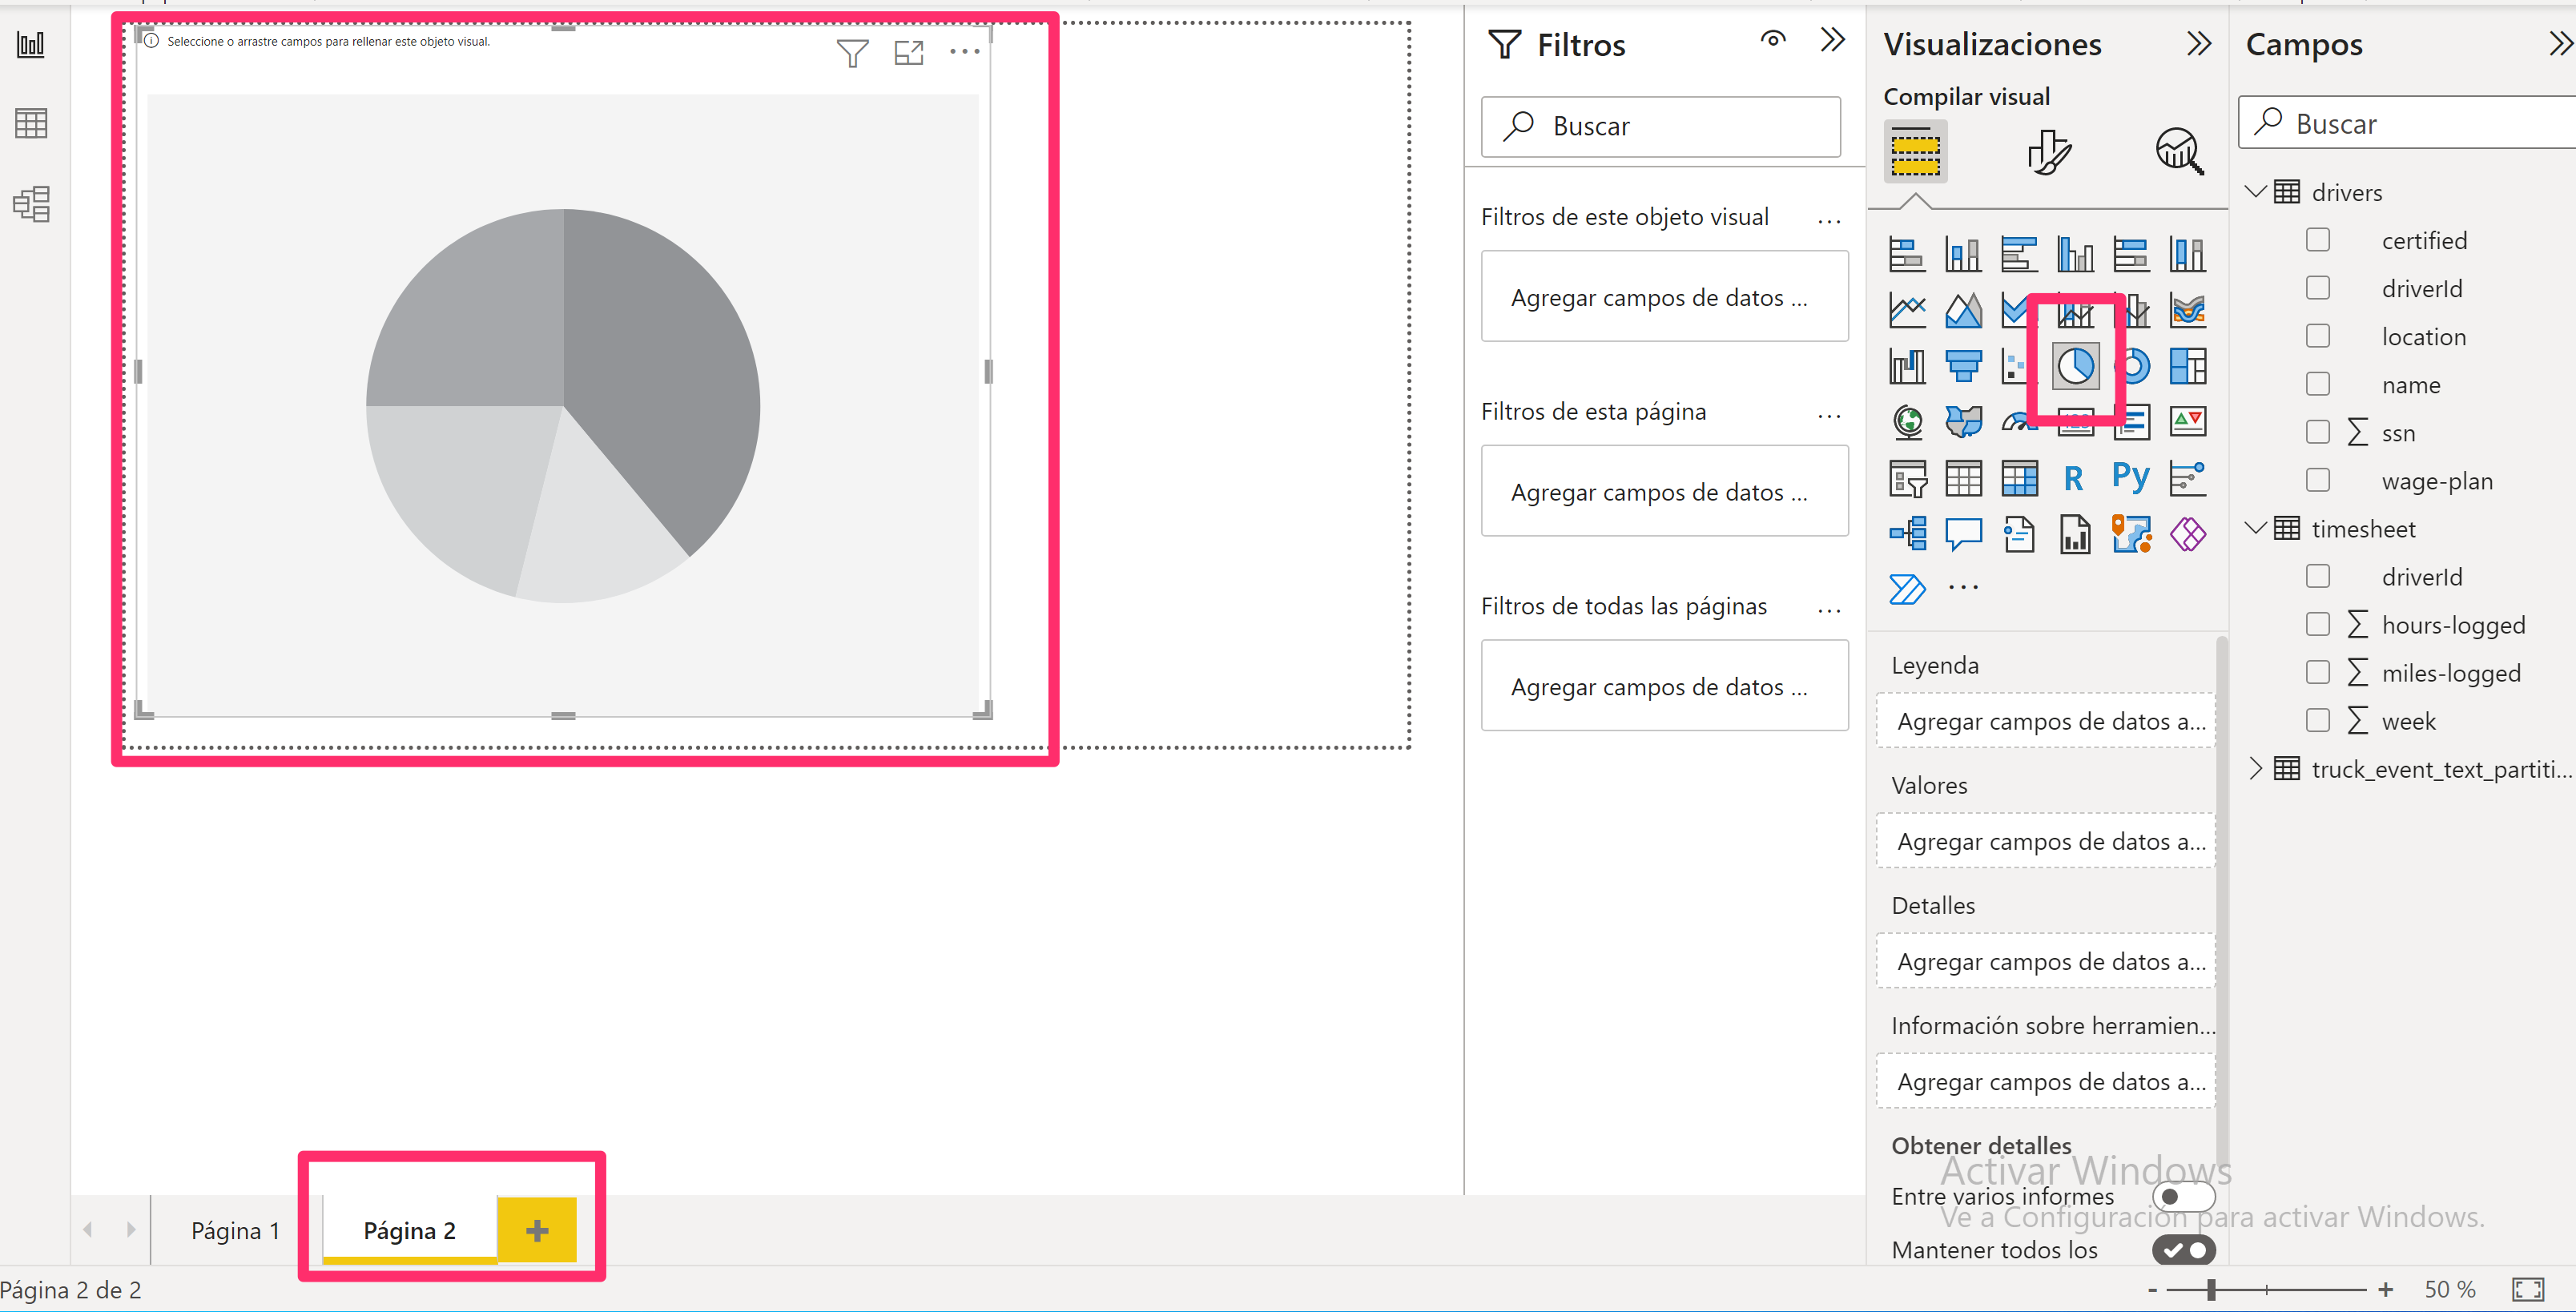 Seleccione o arrastre campos para rellenar este objeto visual.
Filtros
Buscar
Filtros de este objeto visual
Agregar campos de datos ...
Filtros de esta página
Agregar campos de datos ...
Filtros de todas las páginas
Agregar campos de datos ...
Visualizaciones
Compilar visual
123
R
Py
Leyenda
Agregar campos de datos a...
Valores
Agregar campos de datos a...
Detalles
Agregar campos de datos a...
Información sobre herramien...
Agregar campos de datos a...
Obtener detalles
Entre varios informes
Mantener todos los
Campos
Buscar
drivers
certified
driverId
location
name
ssn
wage-plan
timesheet
driverId
hours-logged
miles-logged
week
truck_event_text_partiti...
Activar Windows
Ve a Configuración para activar Windows.
Página 1
Página 2
Página 2 de 2
50 %